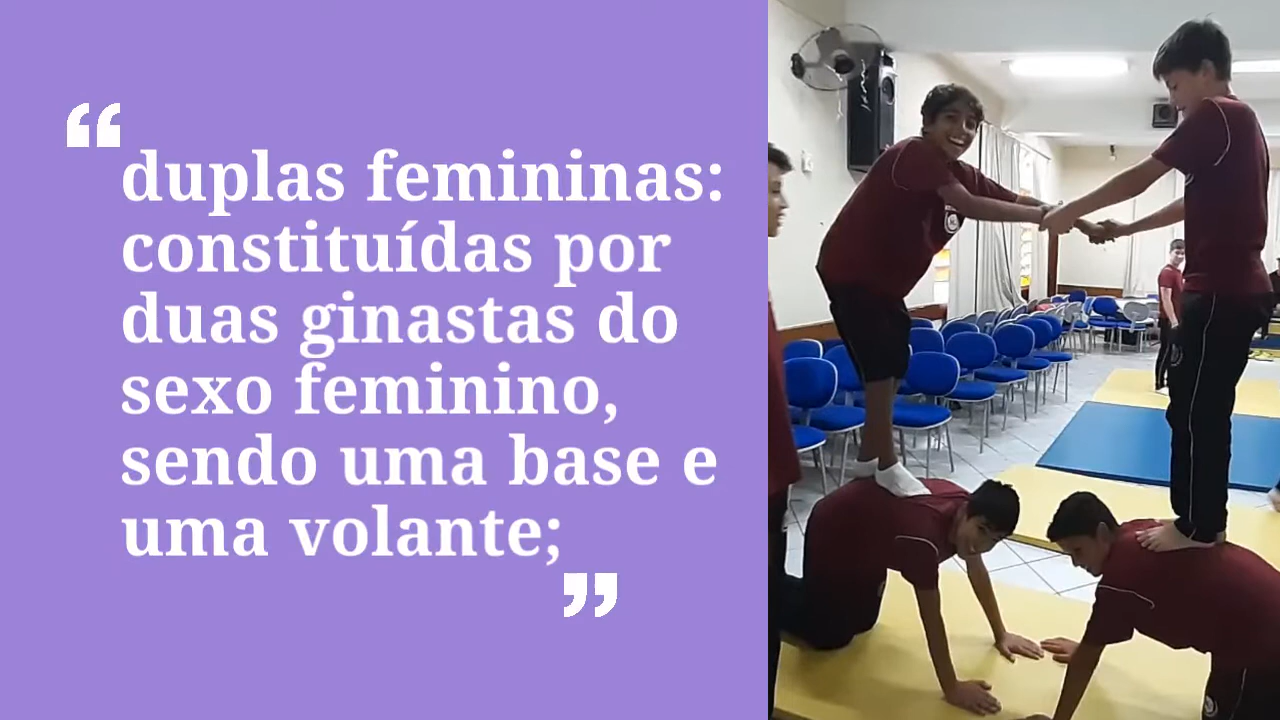 “duplas femininas:
constituídas por
duas ginastas do
sexo feminino,
sendo uma base e
uma volante;”